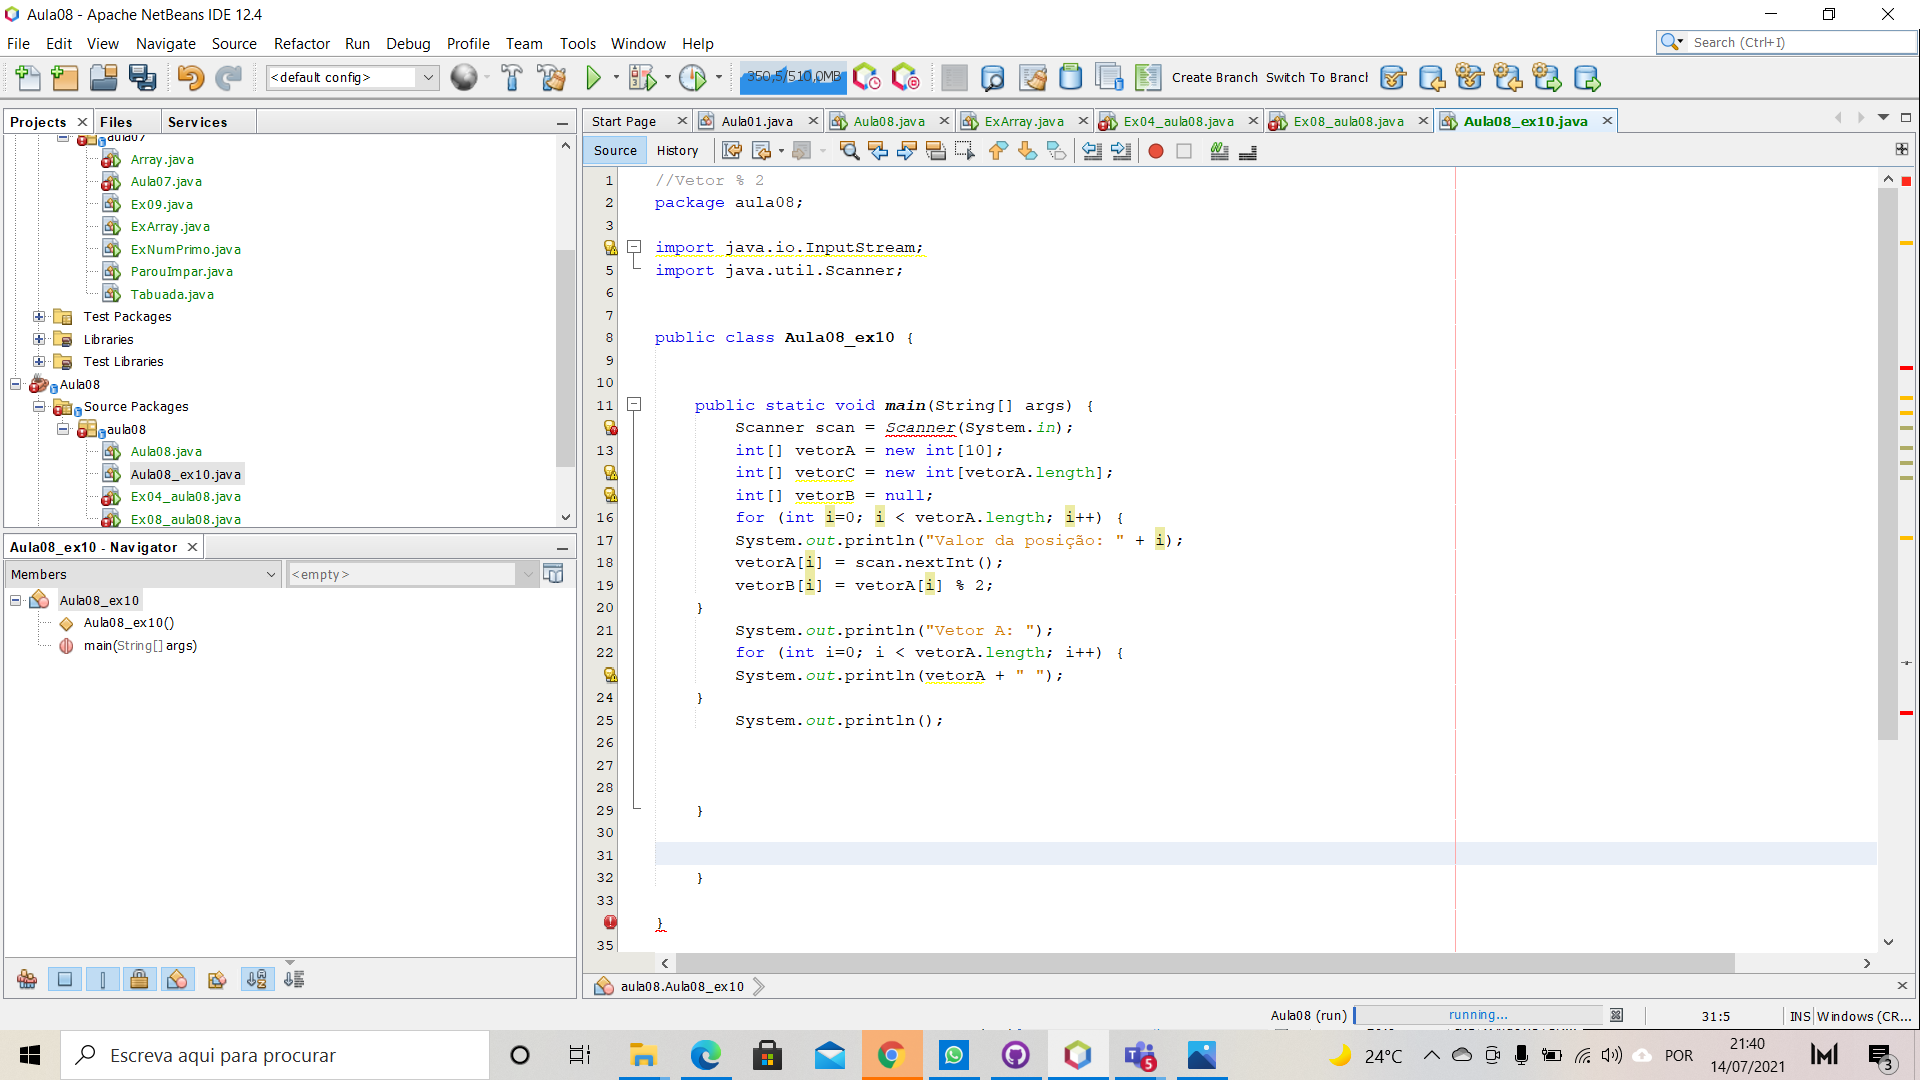 Aula08 - Apache NetBeans IDE 12.4
File Edit View Navigate Source Refactor Run Debug Profile Team Tools Window Help
Search (Ctrl+I)
<default config>
350,5/510,0MB
Create Branch Switch To Branch
Projects Files Services
aula07
Array.java
Aula07.java
Ex09.java
ExArray.java
ExNumPrimo.java
ParouImpar.java
Tabuada.java
Test Packages
Libraries
Test Libraries
Aula08
Source Packages
aula08
Aula08.java
Aula08_ex10.java
Ex04_aula08.java
Ex08_aula08.java
Aula08_ex10 - Navigator
Members
<empty>
Aula08_ex10
Aula08_ex10()
main(String[] args)
Start Page Aula01.java Aula08.java ExArray.java Ex04_aula08.java Ex08_aula08.java Aula08_ex10.java
Source History
1 //Vetor % 2
2 package aula08;
3
import java.io.InputStream;
5 import java.util.Scanner;
6
7
8 public class Aula08_ex10 {
9
10
11 public static void main(String[] args) {
Scanner scan = Scanner(System.in);
13 int[] vetorA = new int[10];
int[] vetorC = new int[vetorA.length];
int[] vetorB = null;
16 for (int i=0; i < vetorA.length; i++) {
17 System.out.println("Valor da posição: " + i);
18 vetorA[i] = scan.nextInt();
19 vetorB[i] = vetorA[i] % 2;
20 }
21 System.out.println("Vetor A: ");
22 for (int i=0; i < vetorA.length; i++) {
System.out.println(vetorA + " ");
24 }
25 System.out.println();
26
27
28
29 }
30
31
32 }
33
}
35
aula08.Aula08_ex10
Aula08 (run) running... 31:5 INS Windows (CR...
Escreva aqui para procurar
5
24°C
POR
21:40
14/07/2021
3